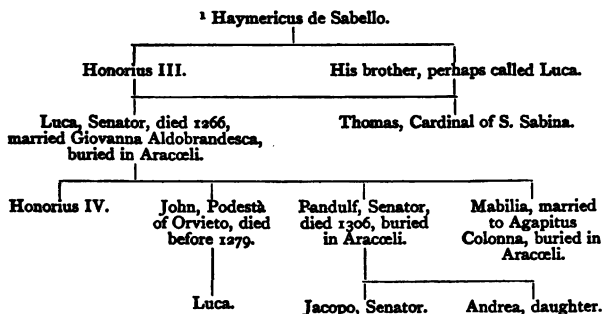 ¹ Haymericus de Sabello.
Honorius III.
His brother, perhaps called Luca.
Luca, Senator, died 1266,
married Giovanna Aldobrandesca,
buried in Aracœli.
Thomas, Cardinal of S. Sabina.
Honorius IV.
John, Podestà
of Orvieto, died
before 1279.
Pandulf, Senator,
died 1306, buried
in Aracœli.
Mabilia, married
to Agapitus
Colonna, buried in
Aracœli.
Luca.
Jacopo, Senator.
Andrea, daughter.